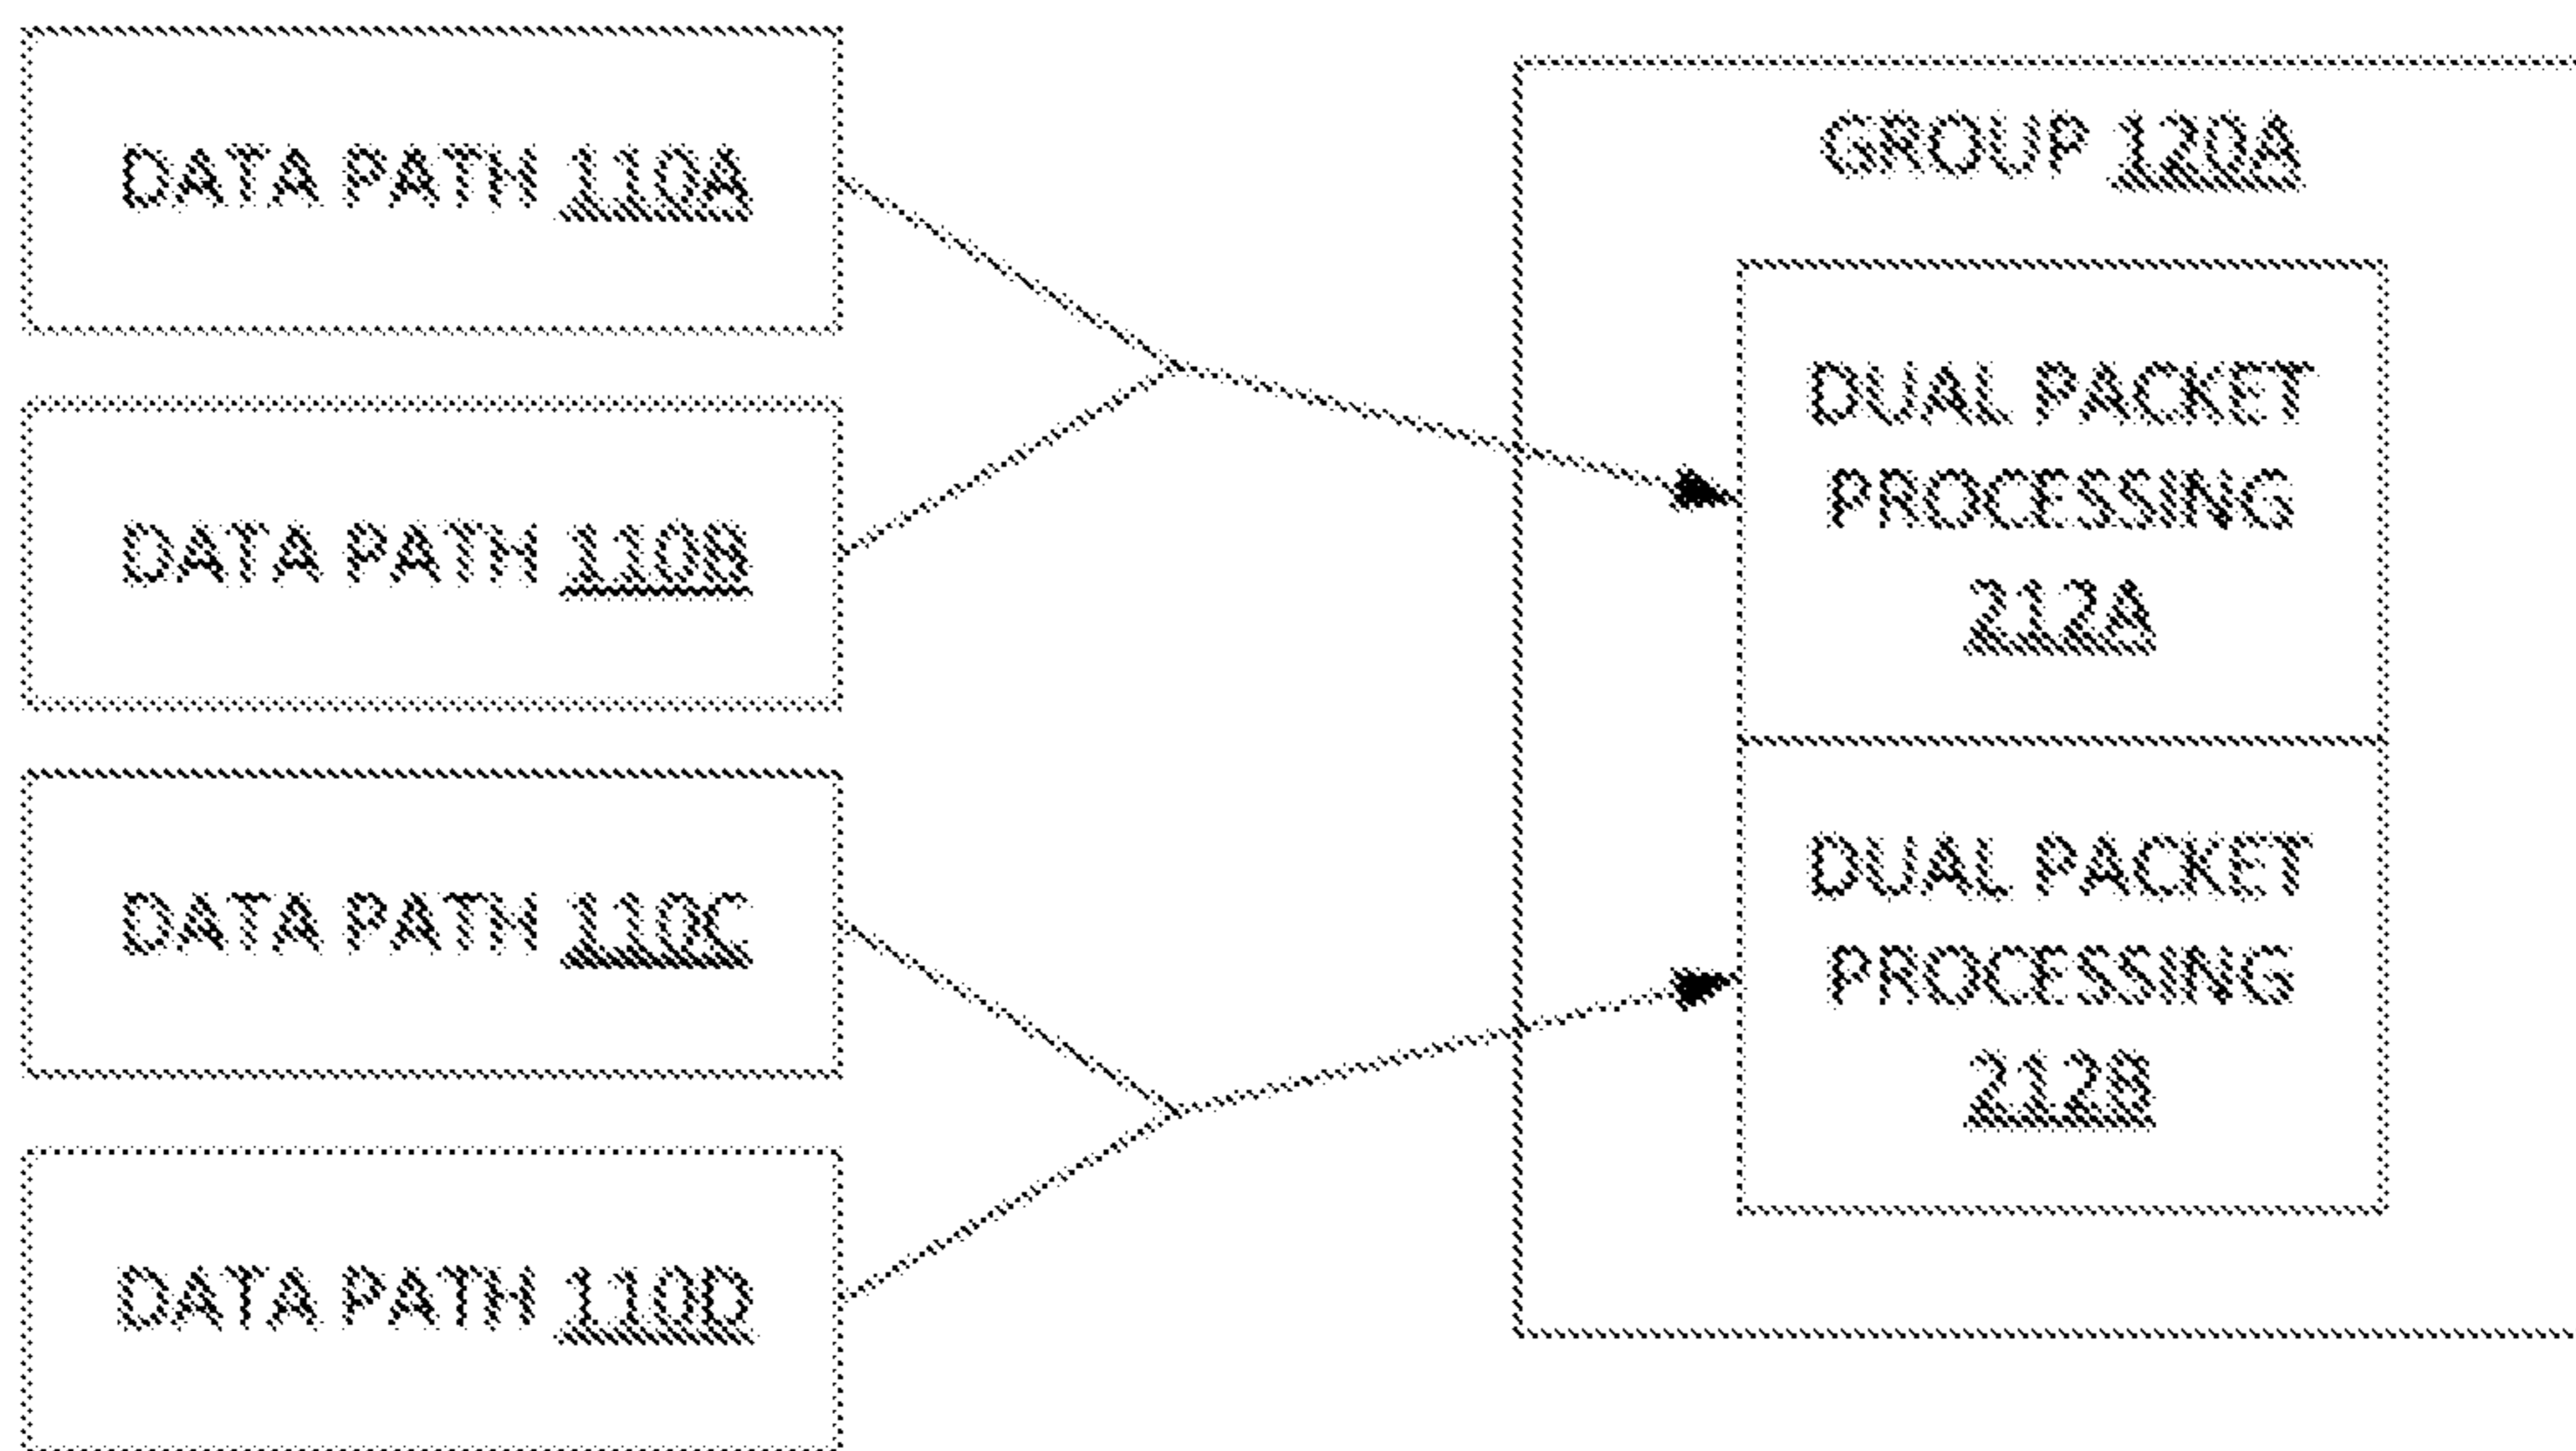 DATA PATH 110A
DATA PATH 110B
DATA PATH 110C
DATA PATH 110D
GROUP 120A
DUAL PACKET
PROCESSING
212A
DUAL PACKET
PROCESSING
212B